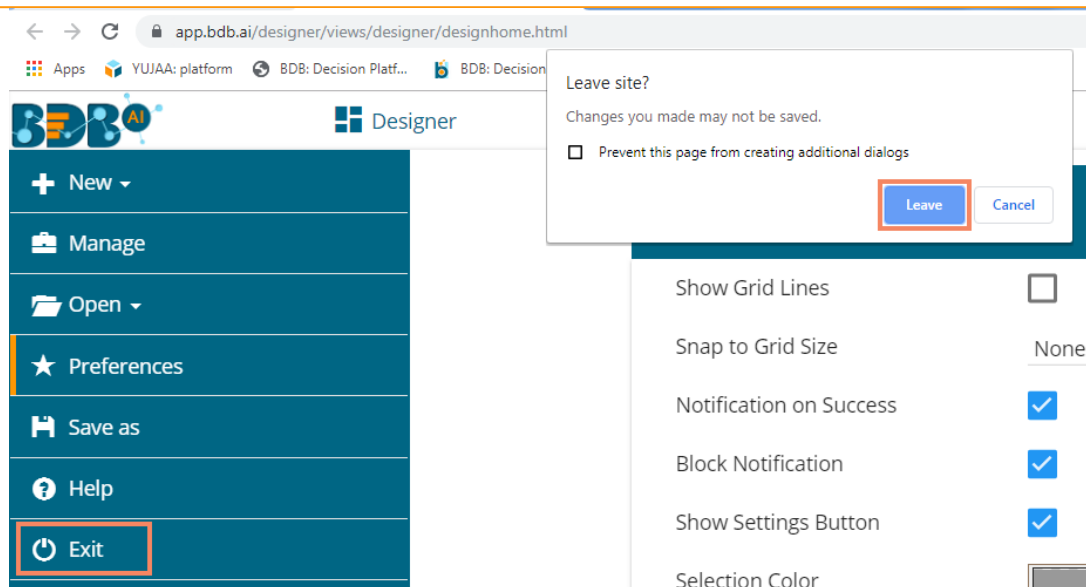 app.bdb.ai/designer/views/designer/designhome.html
Apps YUJAA: platform BDB: Decision Platf... BDB: Decision
Leave site?
Changes you made may not be saved.
Prevent this page from creating additional dialogs
Leave Cancel
BDB AI
Designer
New
Manage
Open
Preferences
Save as
Help
Exit
Show Grid Lines
Snap to Grid Size None
Notification on Success
Block Notification
Show Settings Button
Selection Color